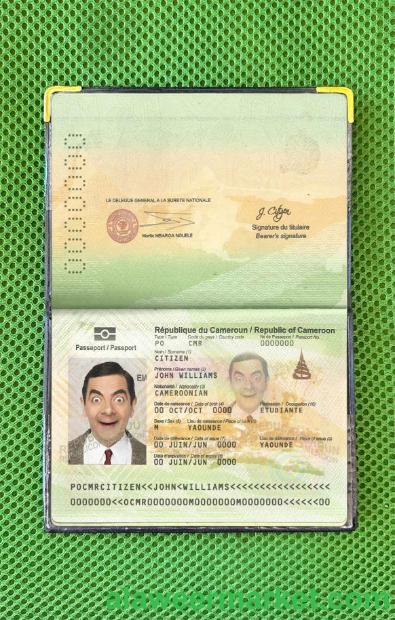 0000000
LE DELEGUE GENERAL A LA SURETE NATIONALE
Martin MBARGA NGUELE
J. Citizen
Signature du titulaire
Bearer's signature
République du Cameroun / Republic of Cameroon
Passeport / Passport
Type / Type Code du pays / Country code No de Passeport / Passport No.
PO CMR 0000000
Nom / Surname (1)
CITIZEN
Prénoms / Given names (2)
JOHN WILLIAMS
Nationalité / Nationality (3)
CAMEROONIAN
Date de naissance / Date of birth (4) Profession / Occupation (10)
00 OCT/OCT 0000 ETUDIANTE
Sexe / Sex (5) Lieu de naissance / Place of birth
M YAOUNDE
Date de délivrance / Date of issue (7) Lieu de délivrance / Place of issue
00 JUIN/JUN 0000 YAOUNDE
Date d'expiration / Date of expiry (8)
00 JUIN/JUN 0000
POCMRCITIZEN<<JOHN<WILLIAMS<<<<<<<<<<<<<<<<<
0000000<<0CMR0000000M0000000M0000000<<<<<<00
alaweermarket.com